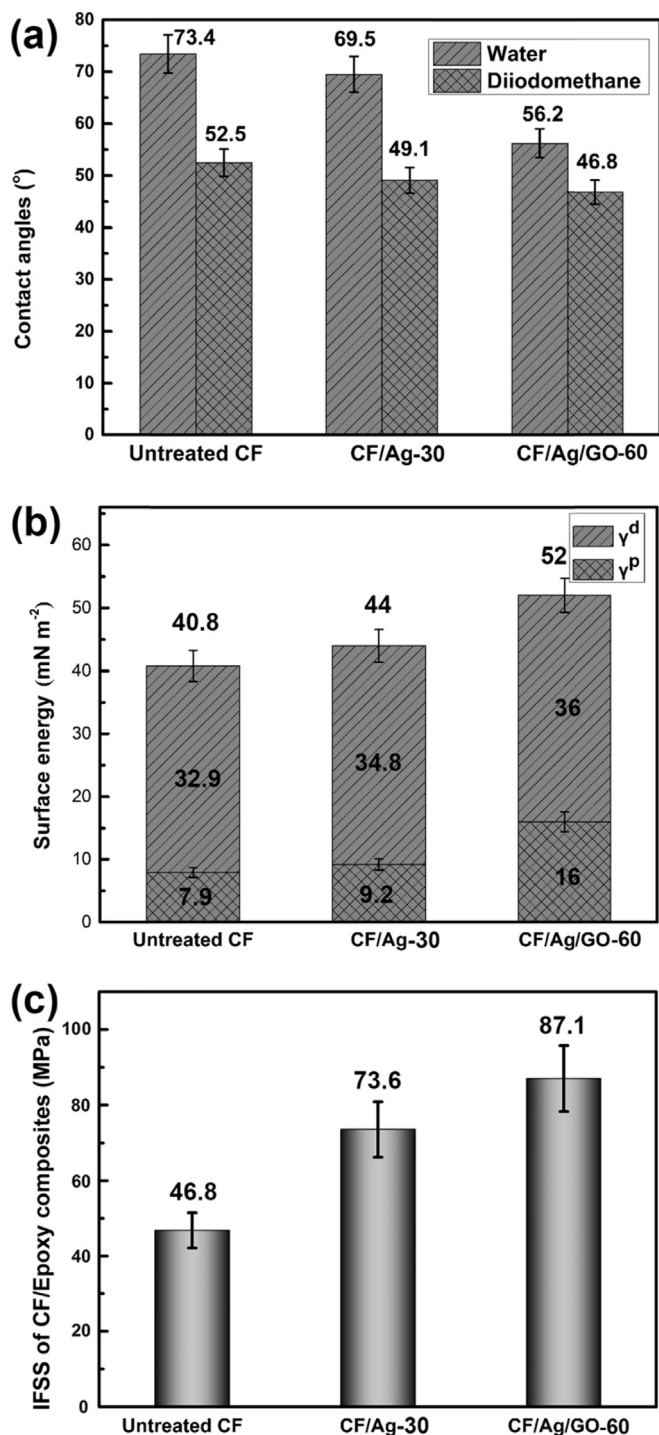 (a)
Contact angles (°)
80
70
60
50
40
30
20
10
0
73.4
52.5
69.5
49.1
56.2
46.8
Water
Diiodomethane
Untreated CF
CF/Ag-30
CF/Ag/GO-60
(b)
Surface energy (mN m⁻²)
60
50
40
30
20
10
0
40.8
32.9
7.9
44
34.8
9.2
52
36
16
γᵈ
γᵖ
Untreated CF
CF/Ag-30
CF/Ag/GO-60
(c)
IFSS of CF/Epoxy composites (MPa)
100
80
60
40
20
0
46.8
73.6
87.1
Untreated CF
CF/Ag-30
CF/Ag/GO-60